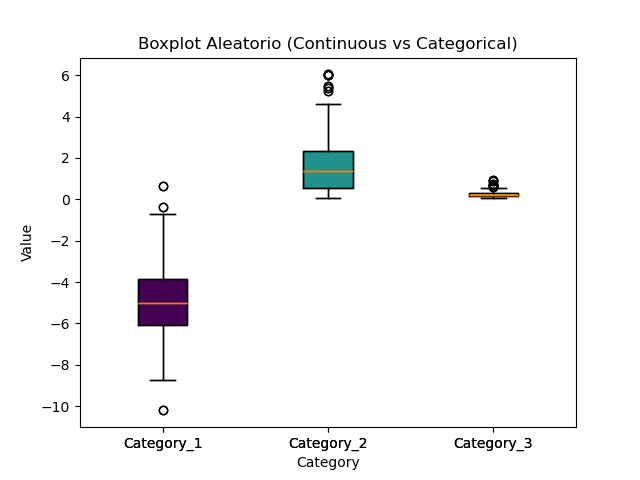 Boxplot Aleatorio (Continuous vs Categorical)
6
4
2
0
−2
−4
−6
−8
−10
Value
Category_1 Category_2 Category_3
Category